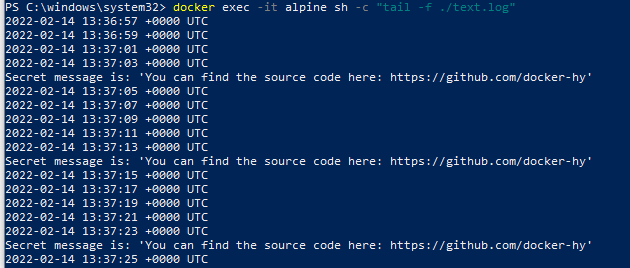 PS C:\windows\system32> docker exec -it alpine sh -c "tail -f ./text.log"
2022-02-14 13:36:57 +0000 UTC
2022-02-14 13:36:59 +0000 UTC
2022-02-14 13:37:01 +0000 UTC
2022-02-14 13:37:03 +0000 UTC
Secret message is: 'You can find the source code here: https://github.com/docker-hy'
2022-02-14 13:37:05 +0000 UTC
2022-02-14 13:37:07 +0000 UTC
2022-02-14 13:37:09 +0000 UTC
2022-02-14 13:37:11 +0000 UTC
2022-02-14 13:37:13 +0000 UTC
Secret message is: 'You can find the source code here: https://github.com/docker-hy'
2022-02-14 13:37:15 +0000 UTC
2022-02-14 13:37:17 +0000 UTC
2022-02-14 13:37:19 +0000 UTC
2022-02-14 13:37:21 +0000 UTC
2022-02-14 13:37:23 +0000 UTC
Secret message is: 'You can find the source code here: https://github.com/docker-hy'
2022-02-14 13:37:25 +0000 UTC